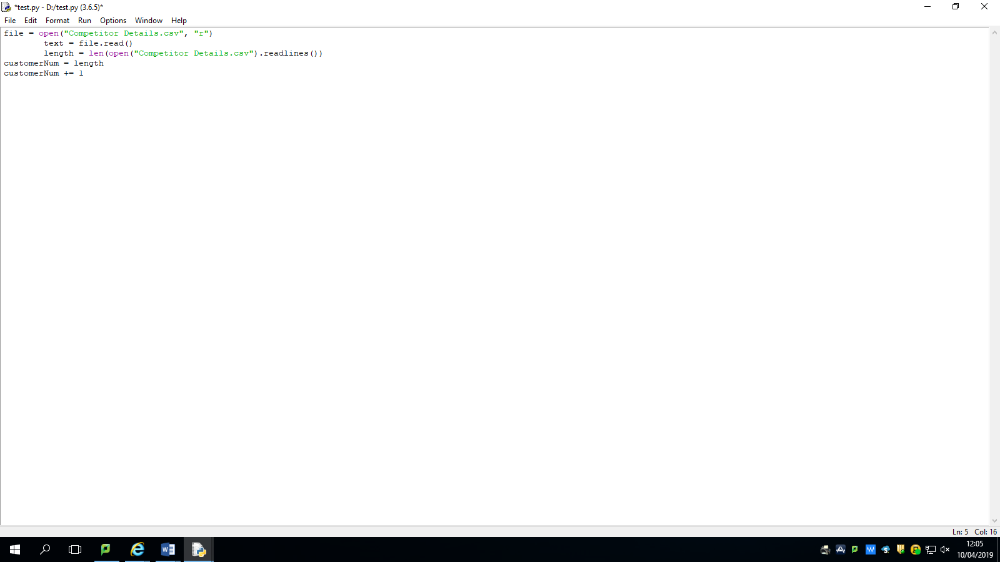 *test.py - D:/test.py (3.6.5)*
File Edit Format Run Options Window Help
file = open("Competitor Details.csv", "r")
        text = file.read()
        length = len(open("Competitor Details.csv").readlines())
customerNum = length
customerNum += 1
Ln: 5 Col: 16
12:05
10/04/2019